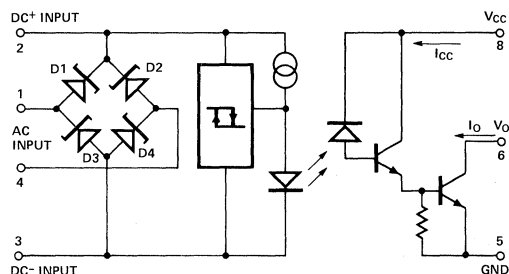 DC+ INPUT
2
D1
D2
1
AC
INPUT
D3
D4
4
3
DC- INPUT
VCC
8
ICC
IO
VO
6
5
GND